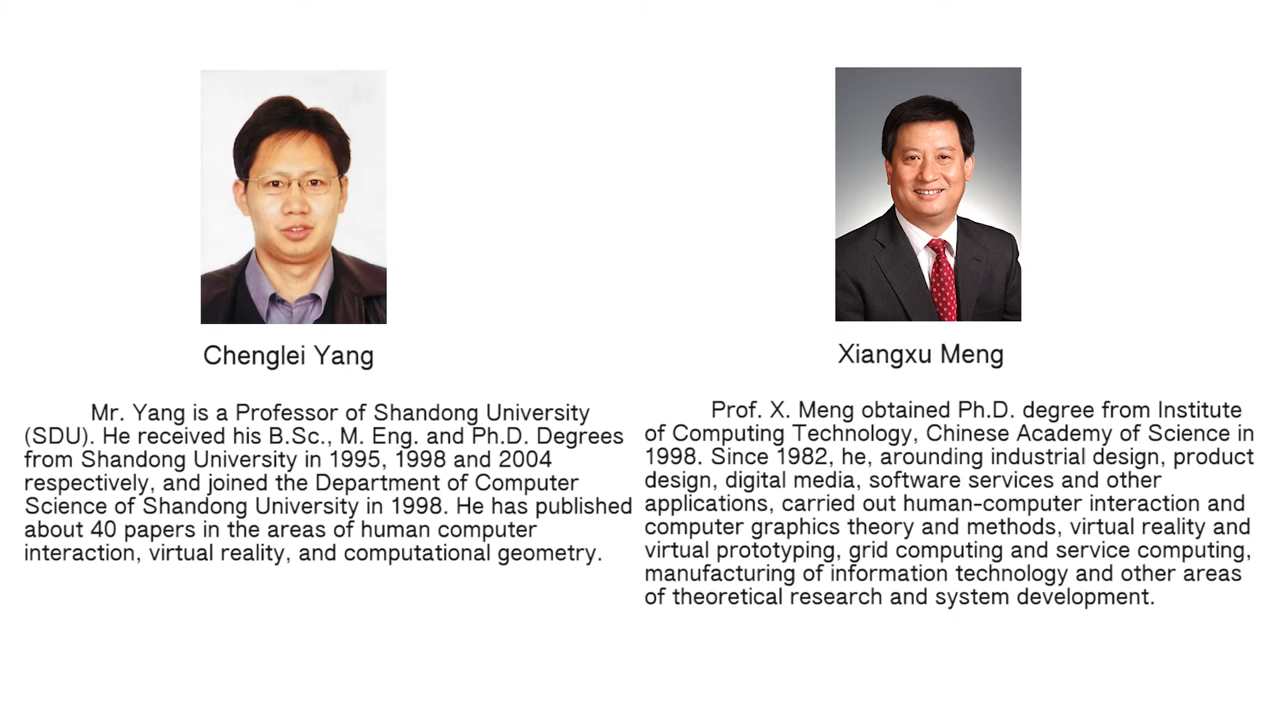 Chenglei Yang
Mr. Yang is a Professor of Shandong University
(SDU). He received his B.Sc., M. Eng. and Ph.D. Degrees
from Shandong University in 1995, 1998 and 2004
respectively, and joined the Department of Computer
Science of Shandong University in 1998. He has published
about 40 papers in the areas of human computer
interaction, virtual reality, and computational geometry.
Xiangxu Meng
Prof. X. Meng obtained Ph.D. degree from Institute
of Computing Technology, Chinese Academy of Science in
1998. Since 1982, he, arounding industrial design, product
design, digital media, software services and other
applications, carried out human-computer interaction and
computer graphics theory and methods, virtual reality and
virtual prototyping, grid computing and service computing,
manufacturing of information technology and other areas
of theoretical research and system development.